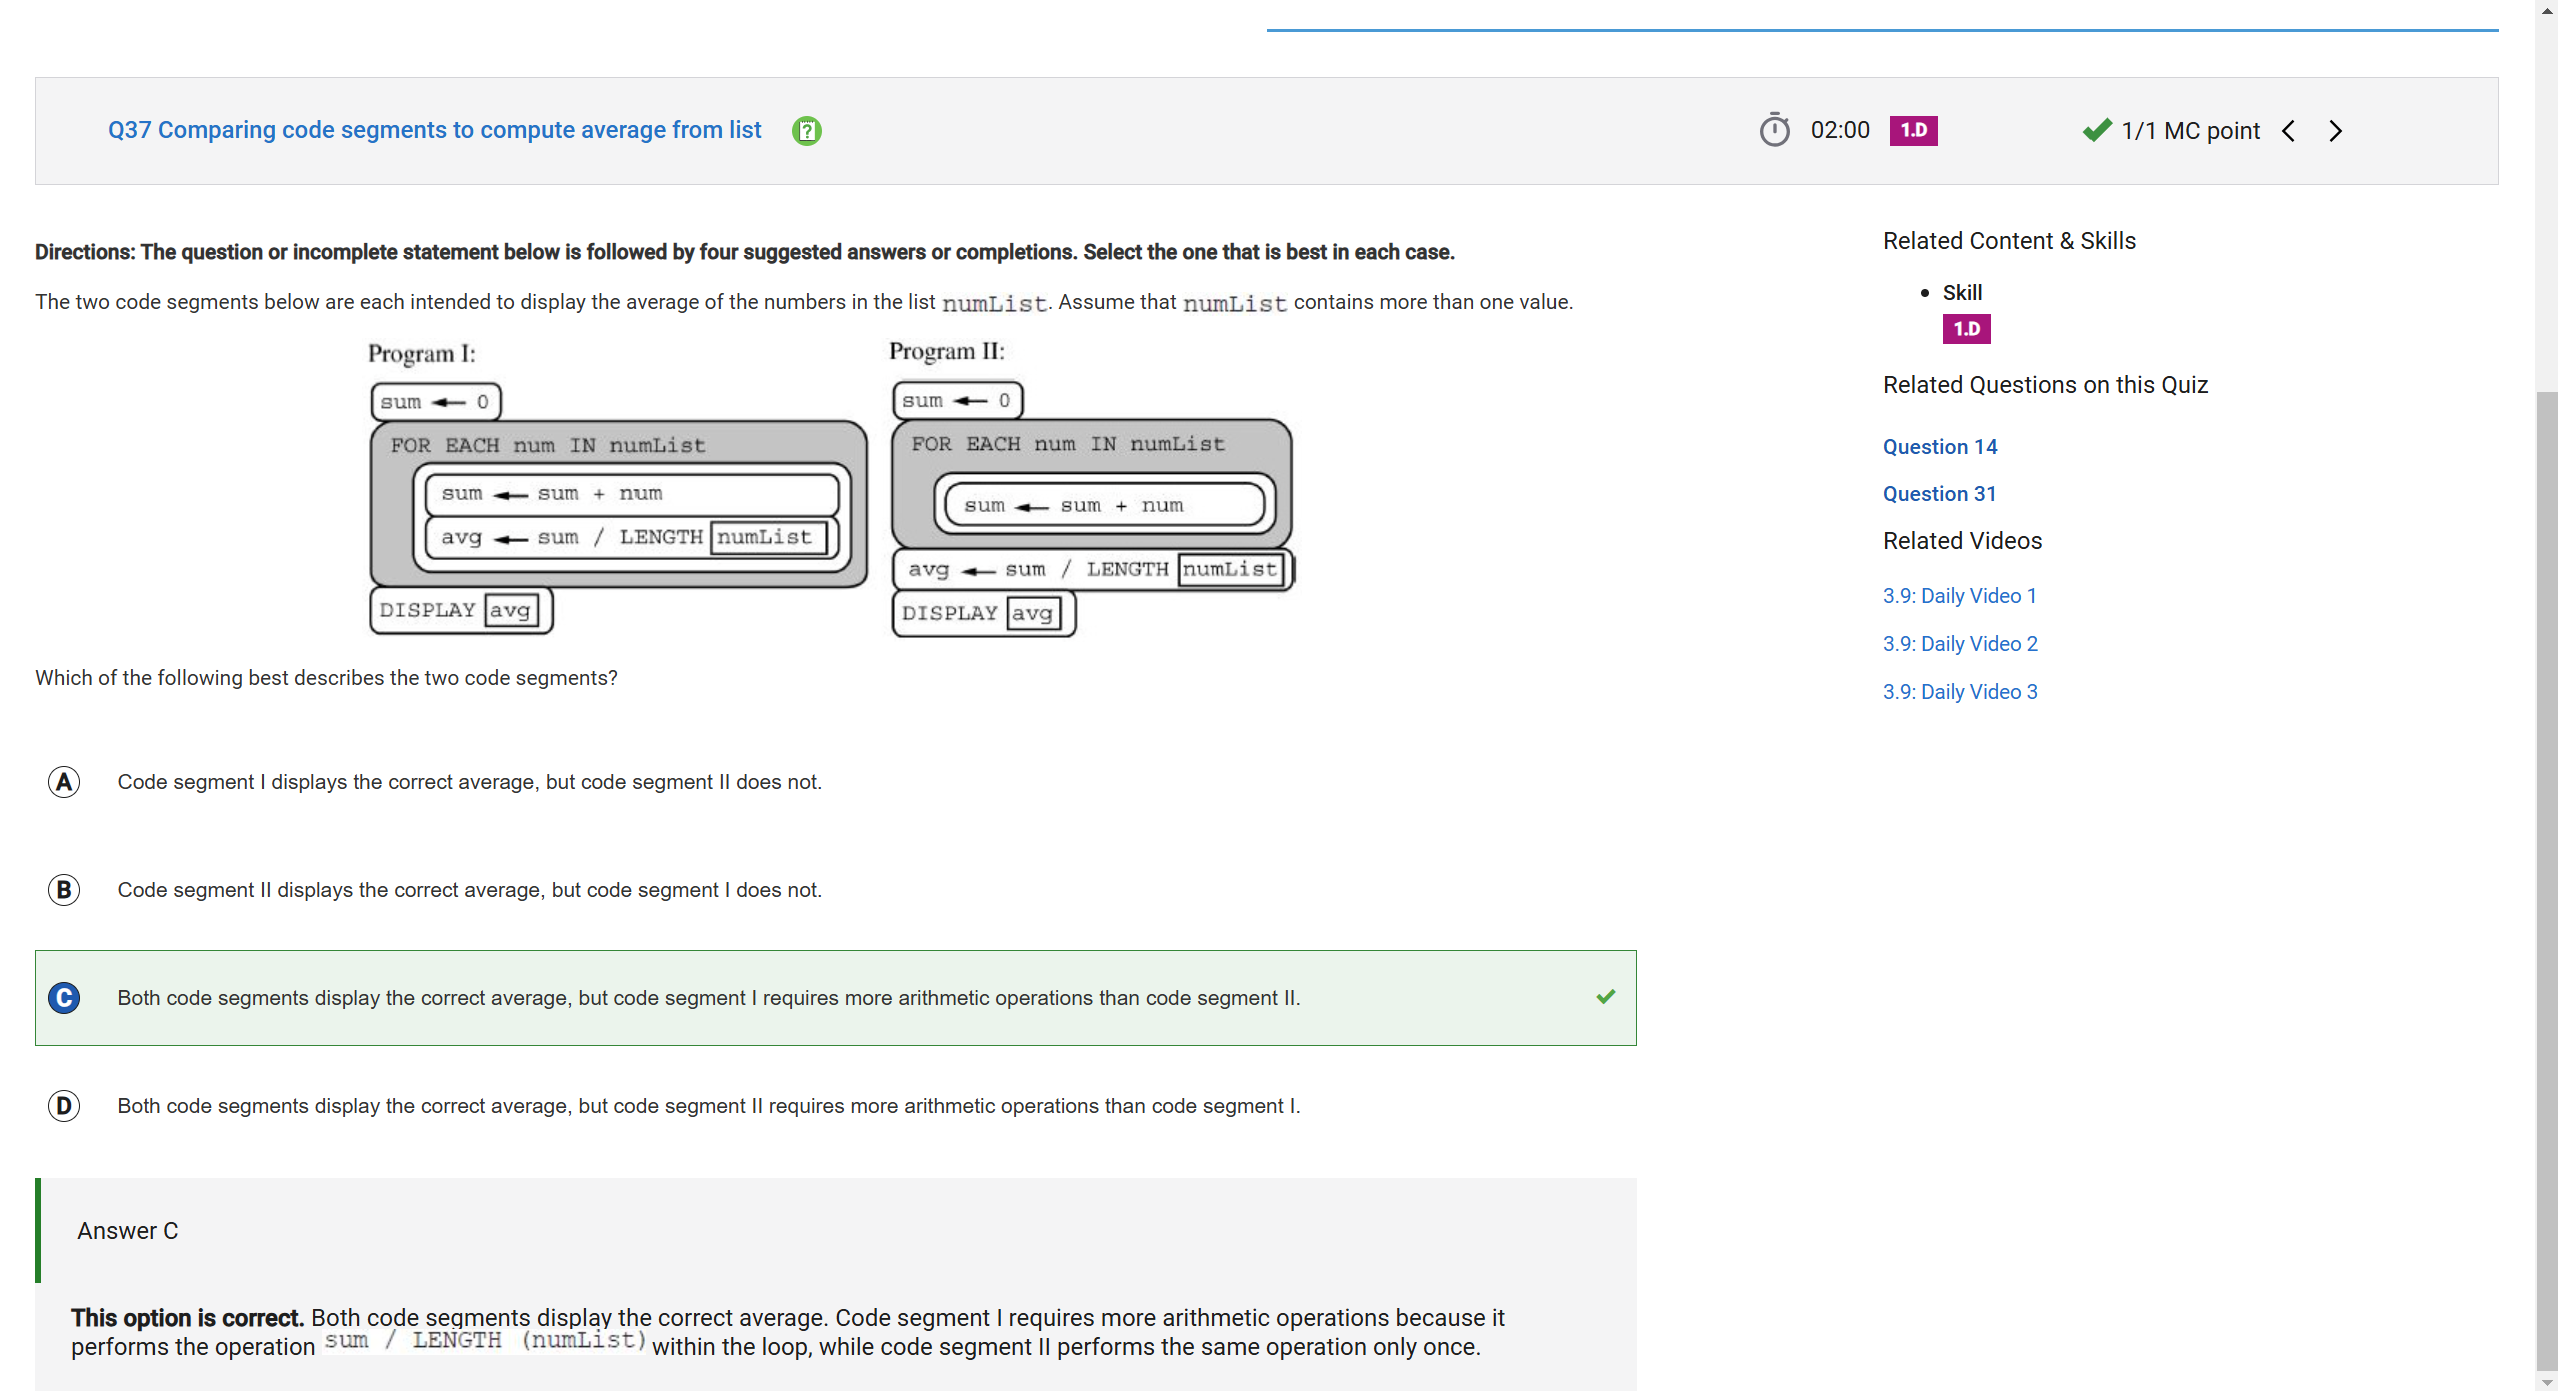 Q37 Comparing code segments to compute average from list
02:00
1.D
1/1 MC point
Directions: The question or incomplete statement below is followed by four suggested answers or completions. Select the one that is best in each case.
The two code segments below are each intended to display the average of the numbers in the list numList. Assume that numList contains more than one value.
Program I:
sum ← 0
FOR EACH num IN numList
sum ← sum + num
avg ← sum / LENGTH numList
DISPLAY avg
Program II:
sum ← 0
FOR EACH num IN numList
sum ← sum + num
avg ← sum / LENGTH numList
DISPLAY avg
Which of the following best describes the two code segments?
A Code segment I displays the correct average, but code segment II does not.
B Code segment II displays the correct average, but code segment I does not.
C Both code segments display the correct average, but code segment I requires more arithmetic operations than code segment II.
D Both code segments display the correct average, but code segment II requires more arithmetic operations than code segment I.
Answer C
This option is correct. Both code segments display the correct average. Code segment I requires more arithmetic operations because it
performs the operation sum / LENGTH (numList) within the loop, while code segment II performs the same operation only once.
Related Content & Skills
• Skill
1.D
Related Questions on this Quiz
Question 14
Question 31
Related Videos
3.9: Daily Video 1
3.9: Daily Video 2
3.9: Daily Video 3